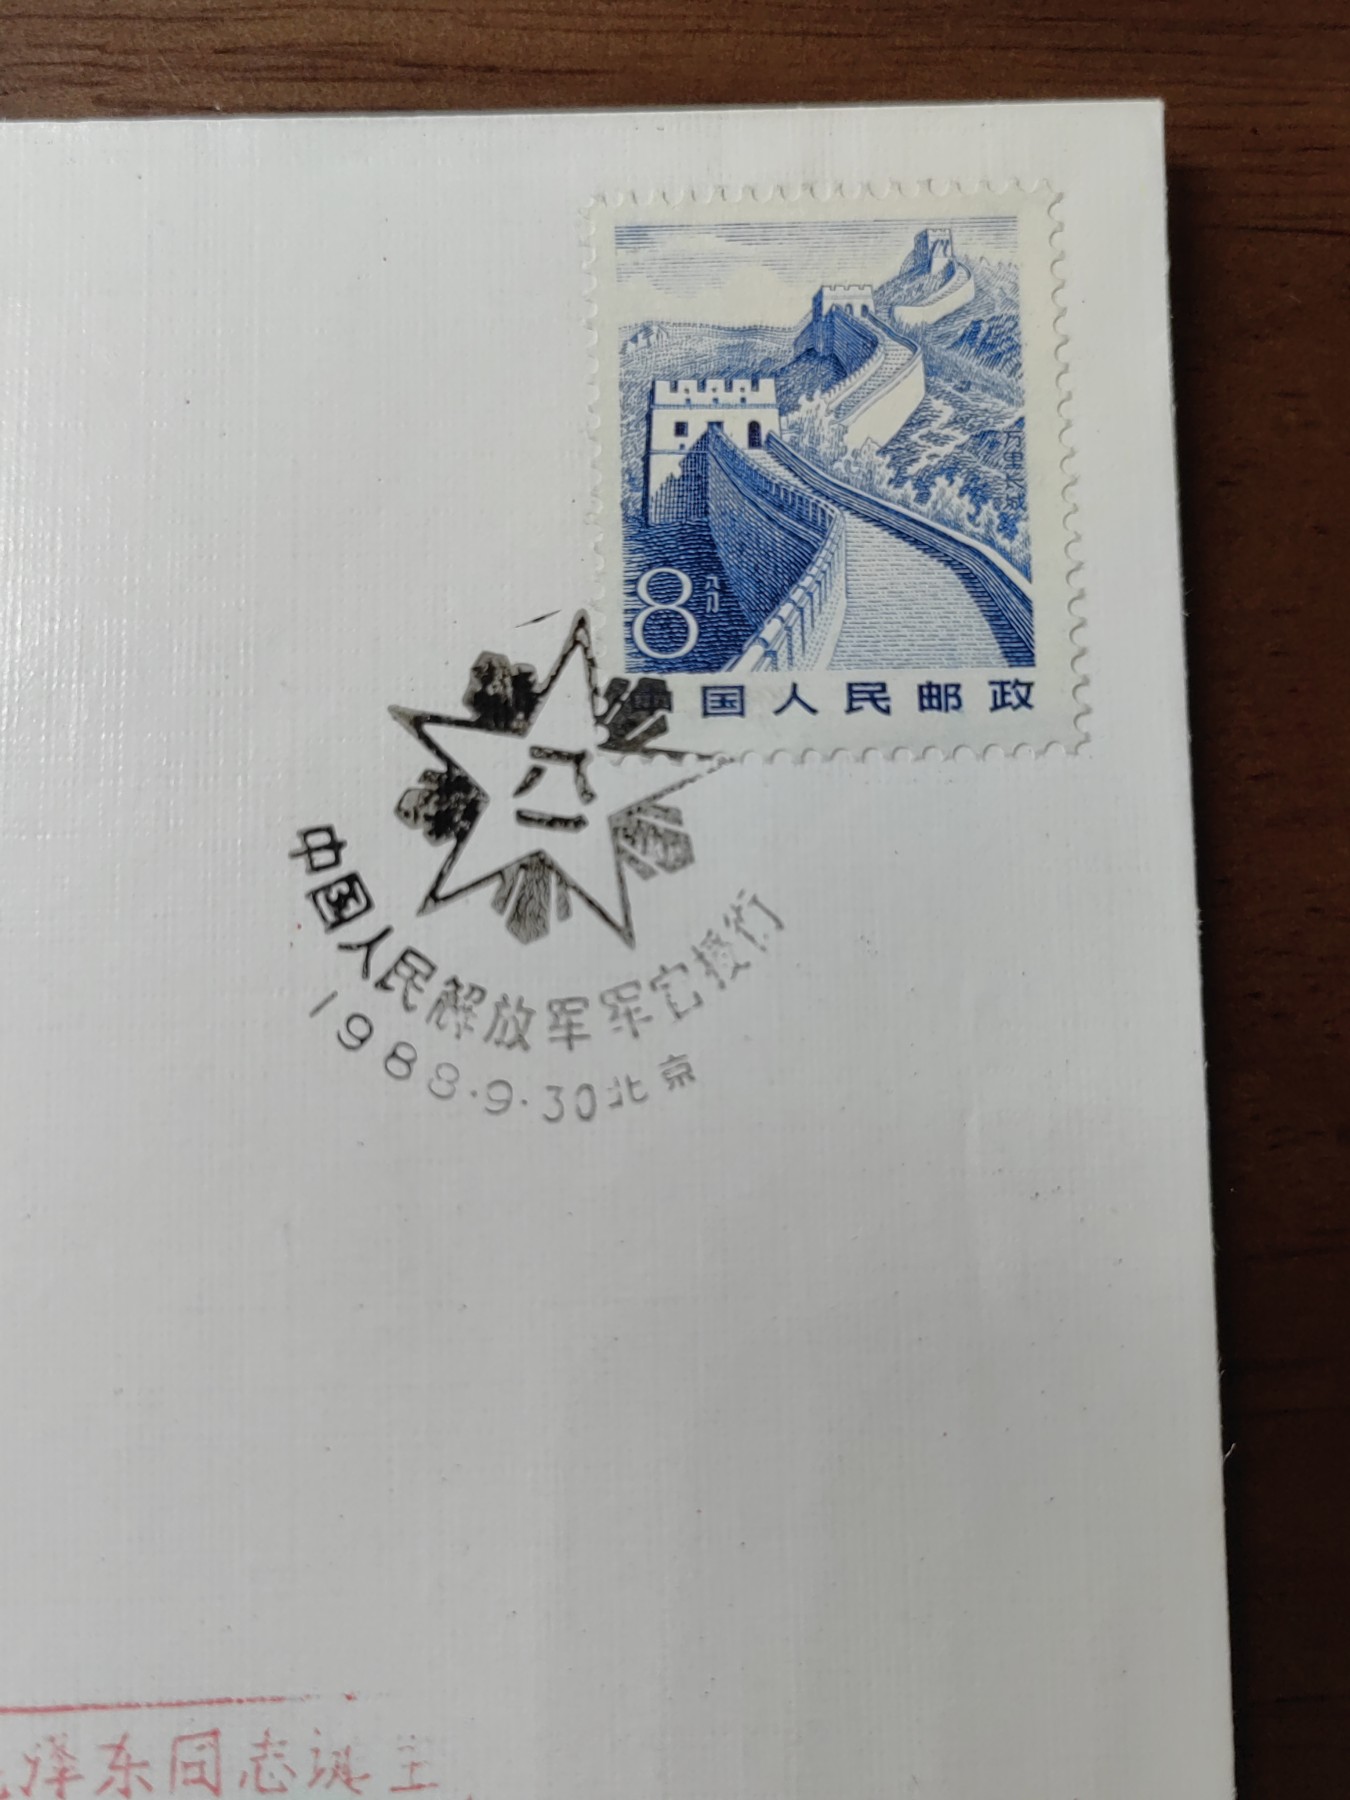 万里长城
8分
中国人民邮政
八一
中国人民解放军军官授衔
1988.9.30北京
泽东同志诞生